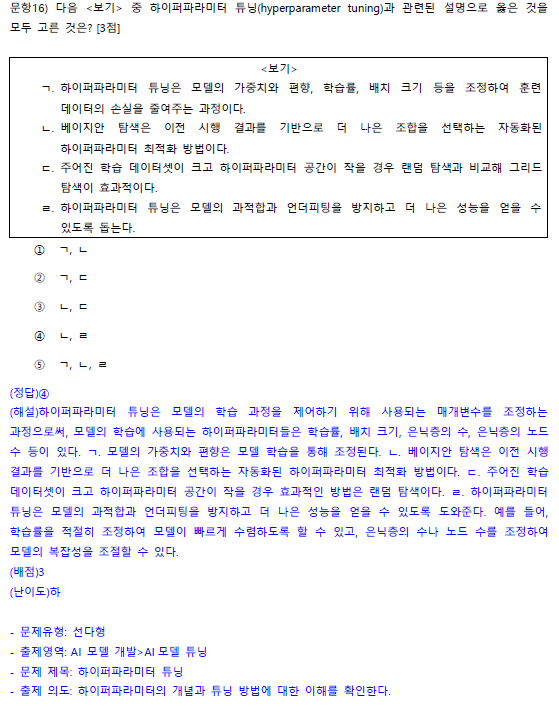 문항16) 다음 <보기> 중 하이퍼파라미터 튜닝(hyperparameter tuning)과 관련된 설명으로 옳은 것은
모두 고른 것은? [3점]
<보기>
ㄱ. 하이퍼파라미터 튜닝은 모델의 가중치와 편향, 학습률, 배치 크기 등을 조정하여 훈련
데이터의 손실을 줄여주는 과정이다.
ㄴ. 베이지안 탐색은 이전 시행 결과를 기반으로 더 나은 조합을 선택하는 자동화된
하이퍼파라미터 최적화 방법이다.
ㄷ. 주어진 학습 데이터셋이 크고 하이퍼파라미터 공간이 작을 경우 랜덤 탐색과 비교해 그리드
탐색이 효과적이다.
ㄹ. 하이퍼파라미터 튜닝은 모델의 과적합과 언더피팅을 방지하고 더 나은 성능을 얻을 수
있도록 돕는다.
① ㄱ, ㄴ
② ㄱ, ㄷ
③ ㄴ, ㄷ
④ ㄴ, ㄹ
⑤ ㄱ, ㄴ, ㄹ
(정답)④
(해설)하이퍼파라미터 튜닝은 모델의 학습 과정을 제어하기 위해 사용되는 매개변수를 조정하는
과정으로써, 모델의 학습에 사용되는 하이퍼파라미터들은 학습률, 배치 크기, 은닉층의 수, 은닉층의 노드
수 등이 있다. ㄱ. 모델의 가중치와 편향은 모델 학습을 통해 조정된다. ㄴ. 베이지안 탐색은 이전 시행
결과를 기반으로 더 나은 조합을 선택하는 자동화된 하이퍼파라미터 최적화 방법이다. ㄷ. 주어진 학습
데이터셋이 크고 하이퍼파라미터 공간이 작을 경우 효과적인 방법은 랜덤 탐색이다. ㄹ. 하이퍼파라미터
튜닝은 모델의 과적합과 언더피팅을 방지하고 더 나은 성능을 얻을 수 있도록 도와준다. 예를 들어,
학습률을 적절히 조정하여 모델이 빠르게 수렴하도록 할 수 있고, 은닉층의 수나 노드 수를 조정하여
모델의 복잡성을 조절할 수 있다.
(배점)3
(난이도)하
- 문제유형: 선다형
- 출제영역: AI 모델 개발>AI 모델 튜닝
- 문제 제목: 하이퍼파라미터 튜닝
- 출제 의도: 하이퍼파라미터의 개념과 튜닝 방법에 대한 이해를 확인한다.